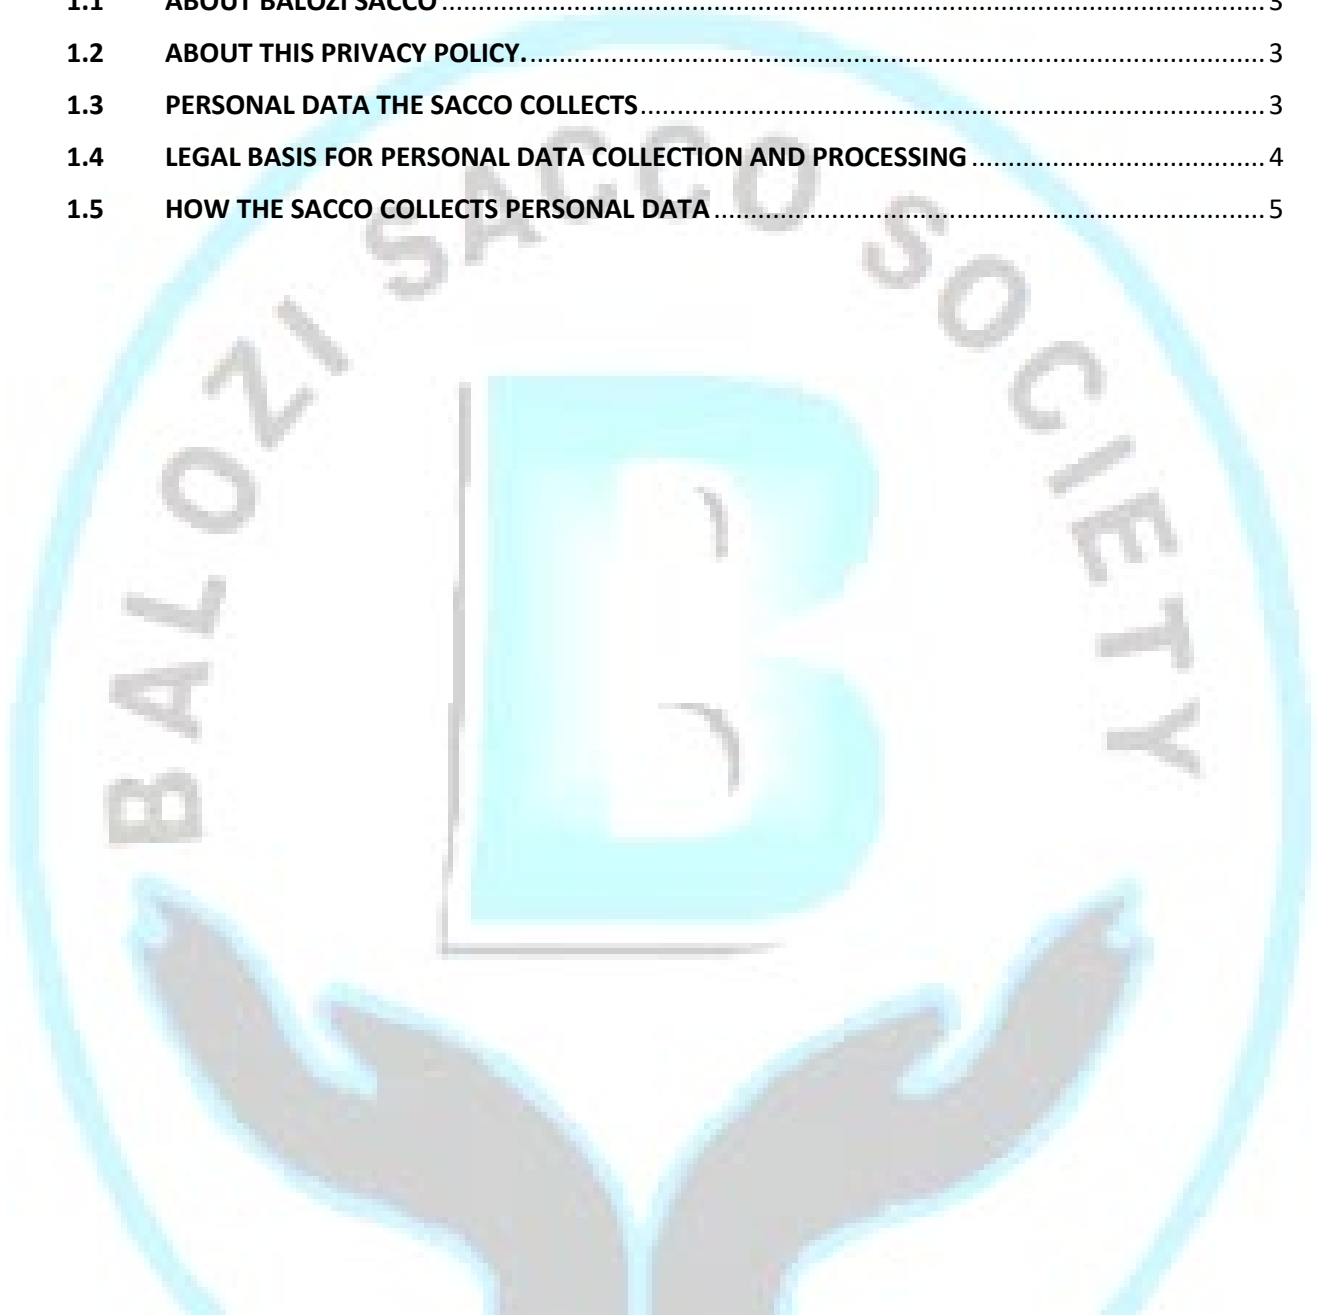 1.1 ABOUT BALOZI SACCO 3
1.2 ABOUT THIS PRIVACY POLICY. 3
1.3 PERSONAL DATA THE SACCO COLLECTS 3
1.4 LEGAL BASIS FOR PERSONAL DATA COLLECTION AND PROCESSING 4
1.5 HOW THE SACCO COLLECTS PERSONAL DATA 5
BALOZI SACCO SOCIETY
B